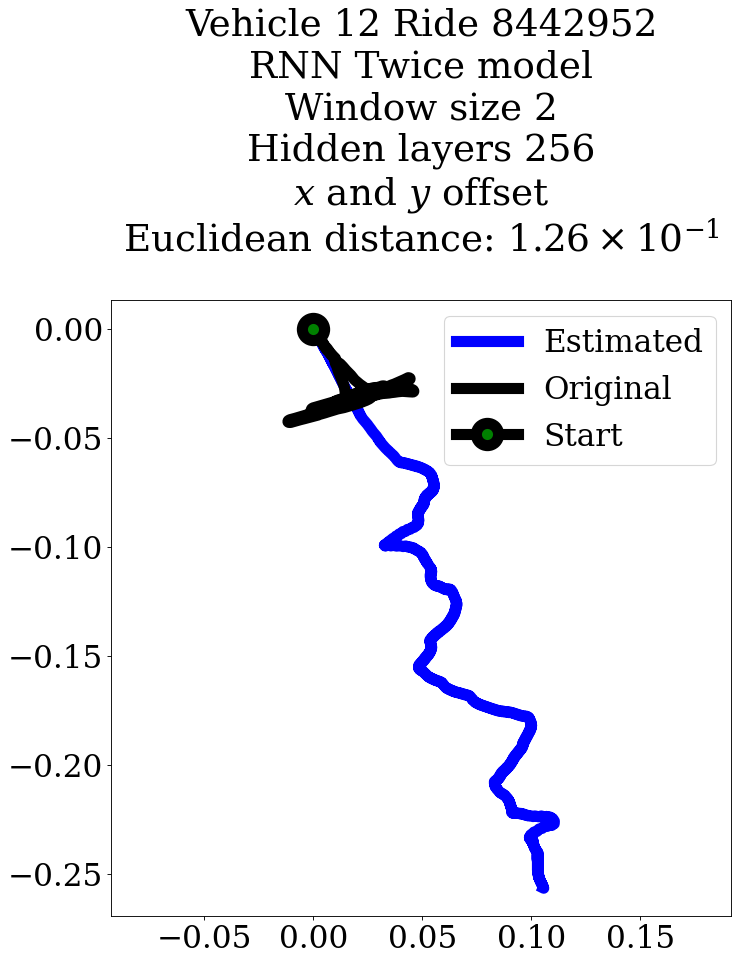 Vehicle 12 Ride 8442952
RNN Twice model
Window size 2
Hidden layers 256
x and y offset
Euclidean distance: 1.26 × 10⁻¹
Estimated
Original
Start
0.00
−0.05
−0.10
−0.15
−0.20
−0.25
−0.05 0.00 0.05 0.10 0.15